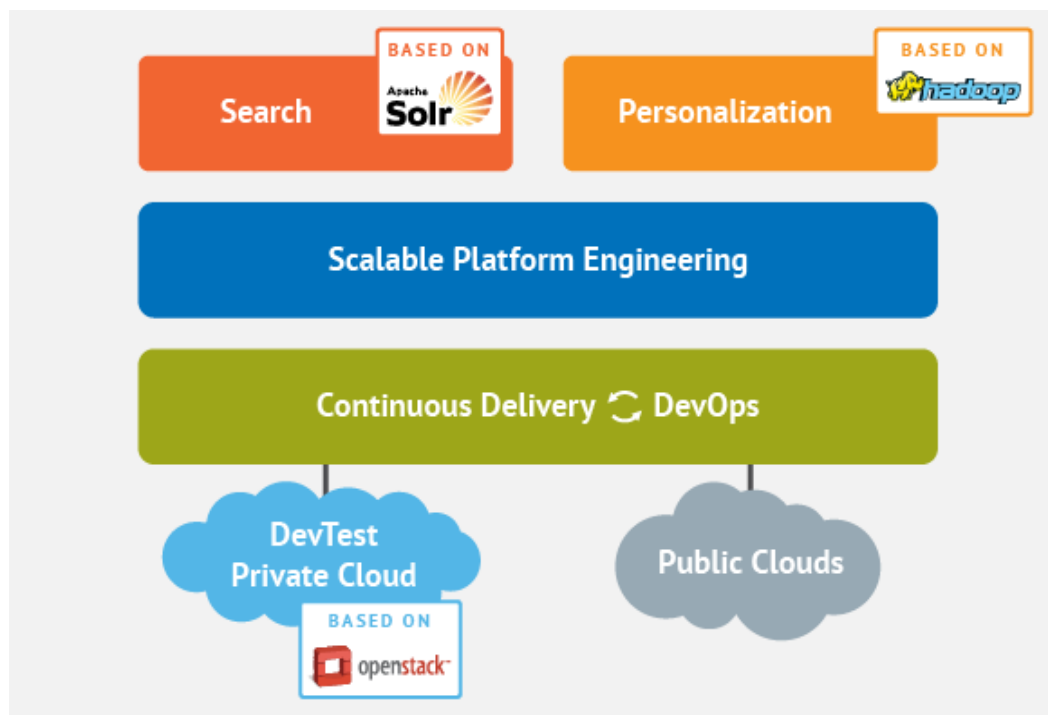 BASED ON
Apache
Solr
Search
BASED ON
hadoop
Personalization
Scalable Platform Engineering
Continuous Delivery DevOps
DevTest
Private Cloud
BASED ON
openstack
Public Clouds